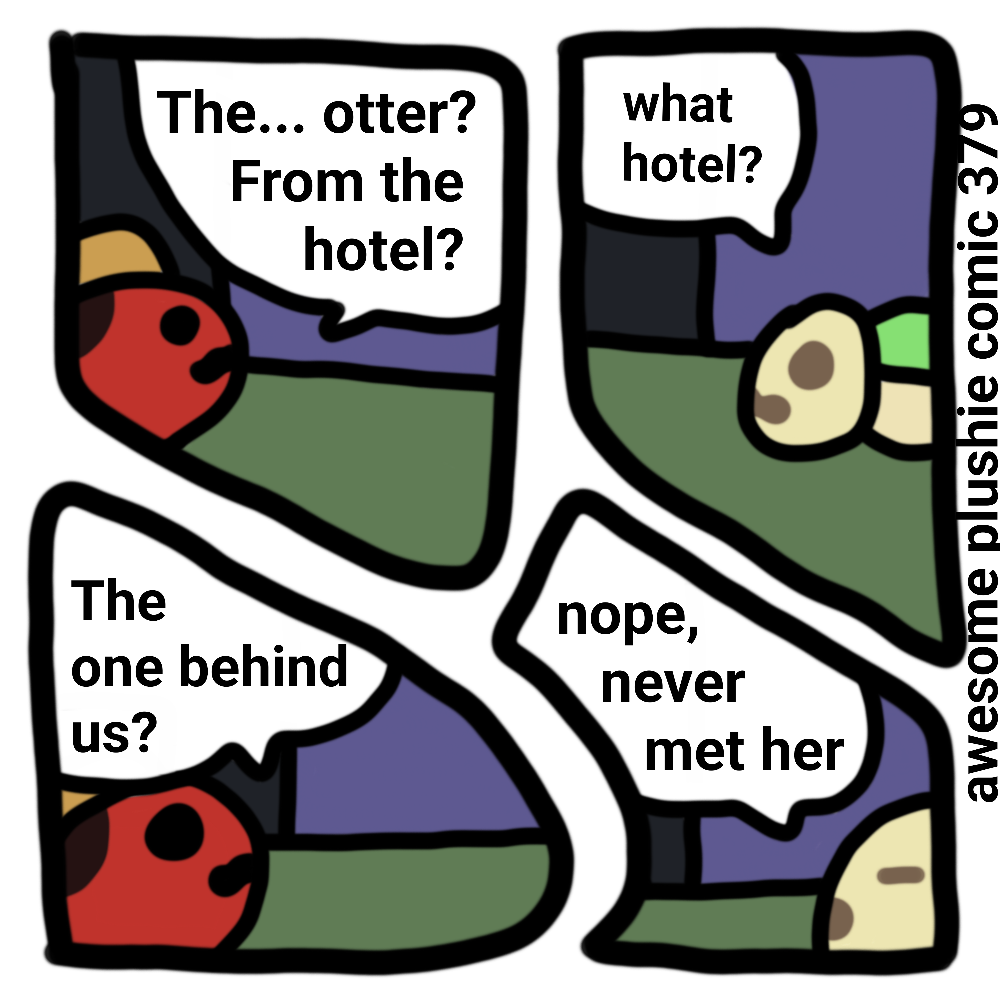 The... otter?
From the
hotel?
what
hotel?
The
one behind
us?
nope,
never
met her
awesome plushie comic 379